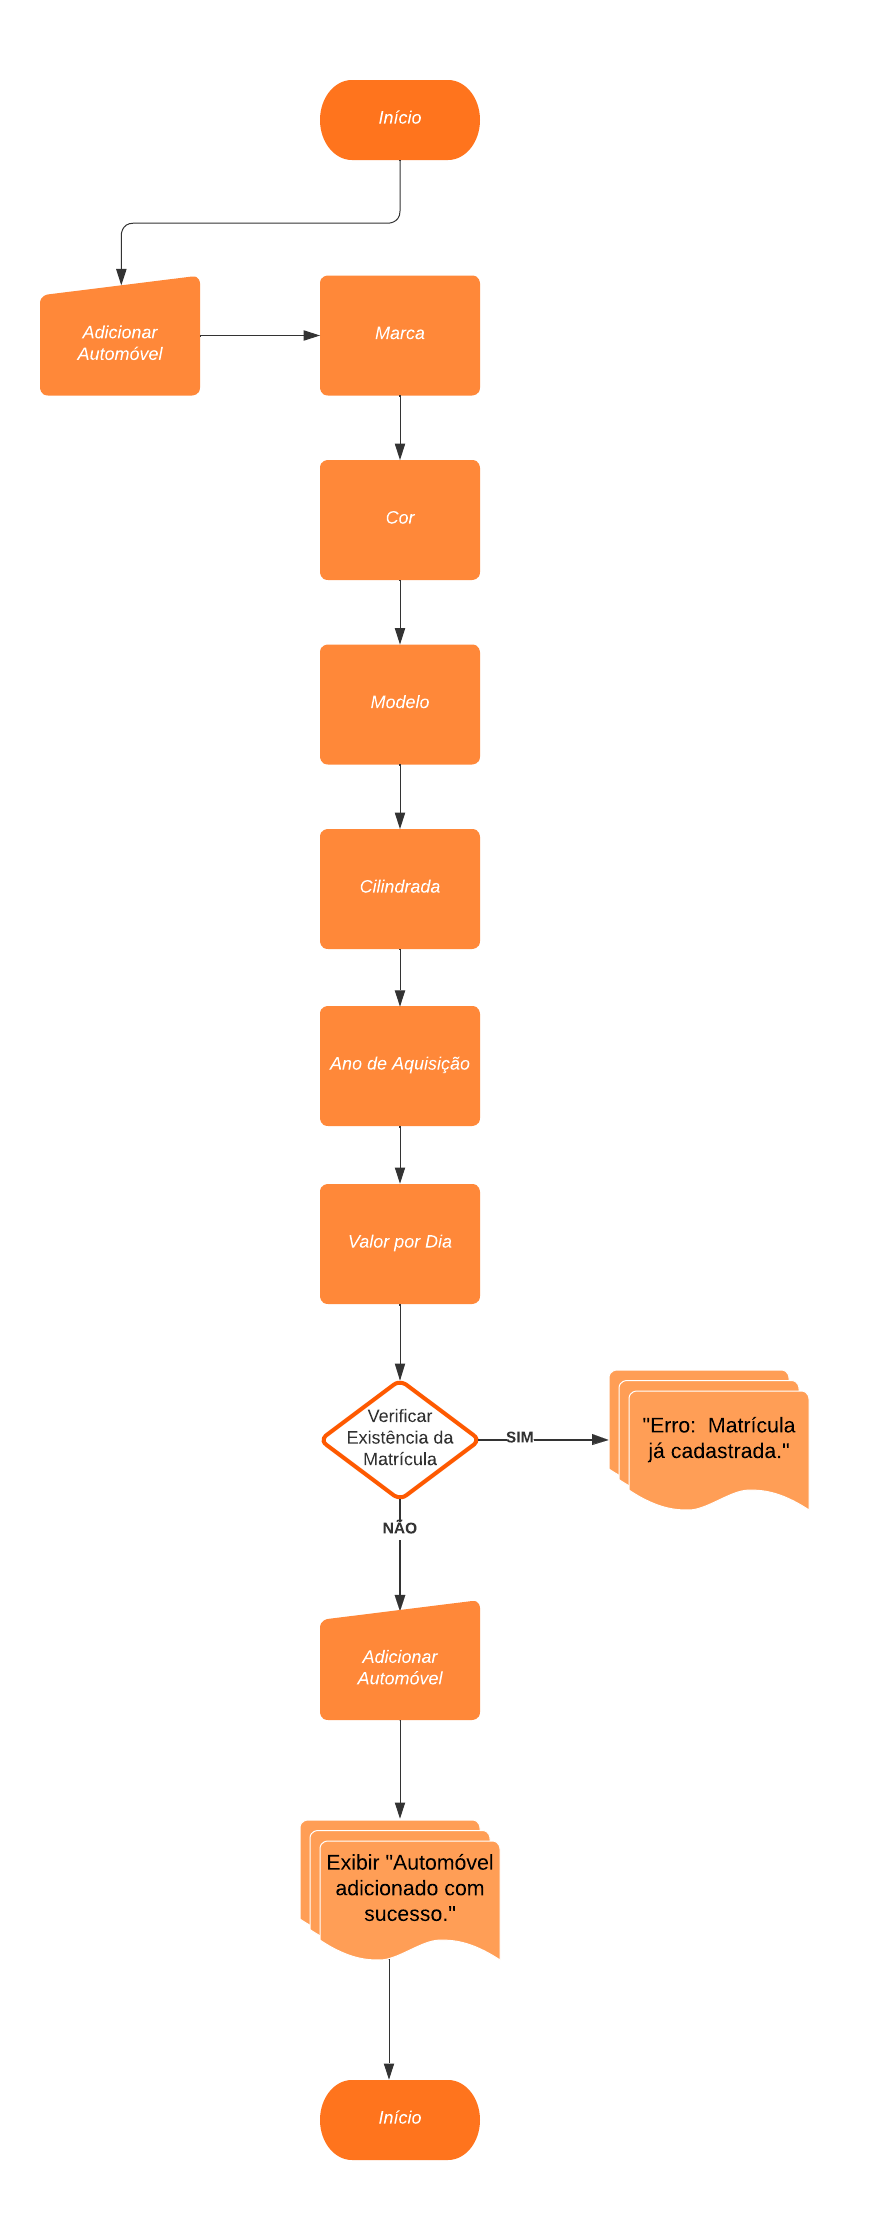 Início
Adicionar
Automóvel
Marca
Cor
Modelo
Cilindrada
Ano de Aquisição
Valor por Dia
Verificar
Existência da
Matrícula
SIM
"Erro:  Matrícula
já cadastrada."
NÃO
Adicionar
Automóvel
Exibir "Automóvel
adicionado com
sucesso."
Início